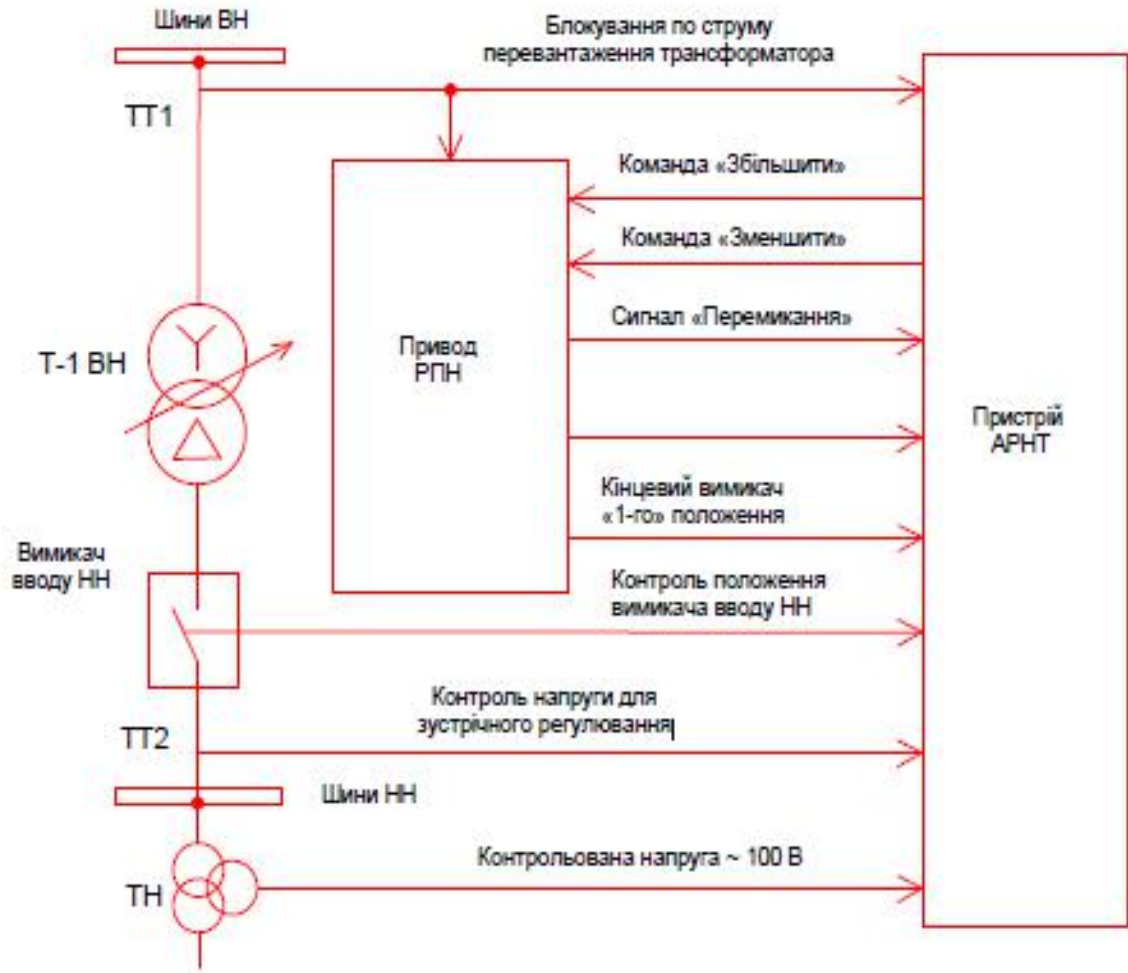 Шини ВН
Блокування по струму
перевантаження трансформатора
ТТ1
Команда «Збільшити»
Команда «Зменшити»
Сигнал «Перемикання»
Т-1 ВН
Привод
РПН
Пристрій
АРНТ
Кінцевий вимикач
«1-го» положення
Вимикач
вводу НН
Контроль положення
вимикача вводу НН
Контроль напруги для
зустрічного регулювання
ТТ2
Шини НН
Контрольована напруга ~ 100 В
ТН